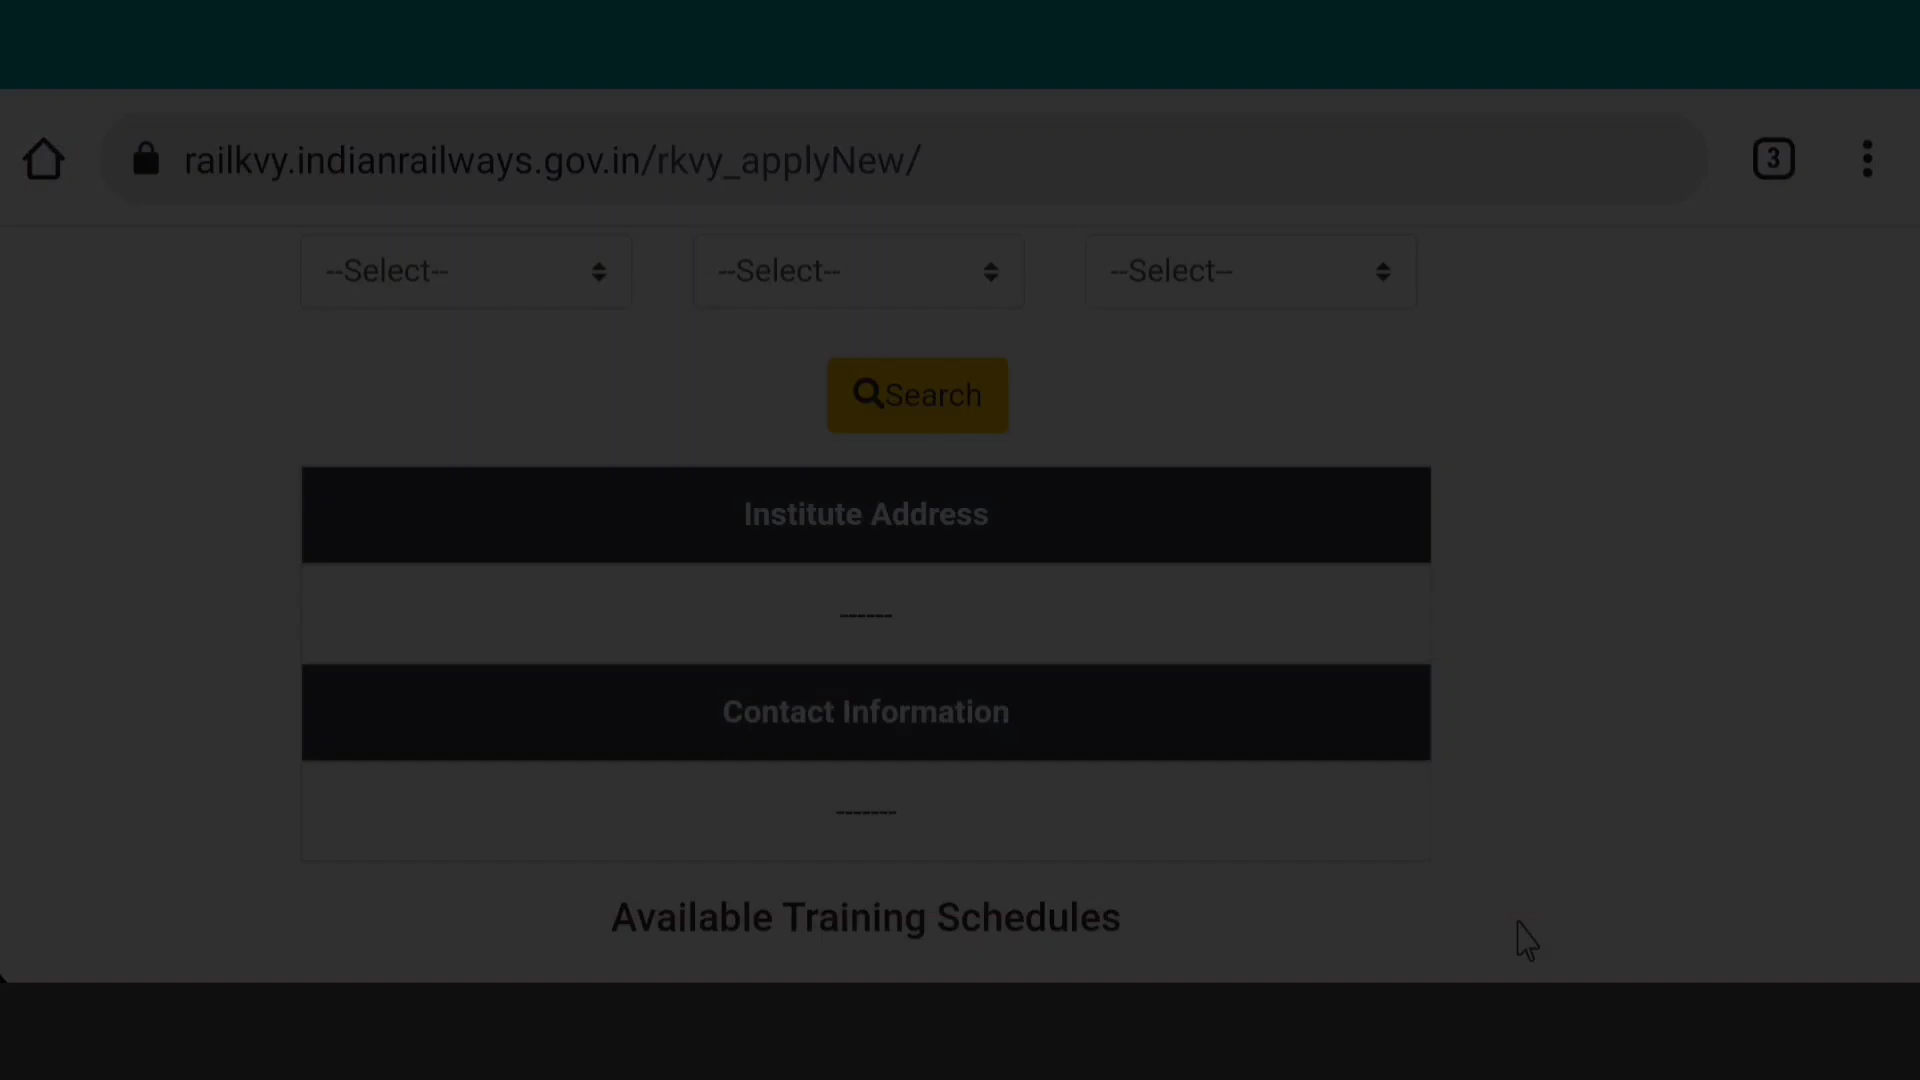 railkvy.indianrailways.gov.in/rkvy_applyNew/
3
--Select--
--Select--
--Select--
Search
Institute Address
------
Contact Information
-------
Available Training Schedules